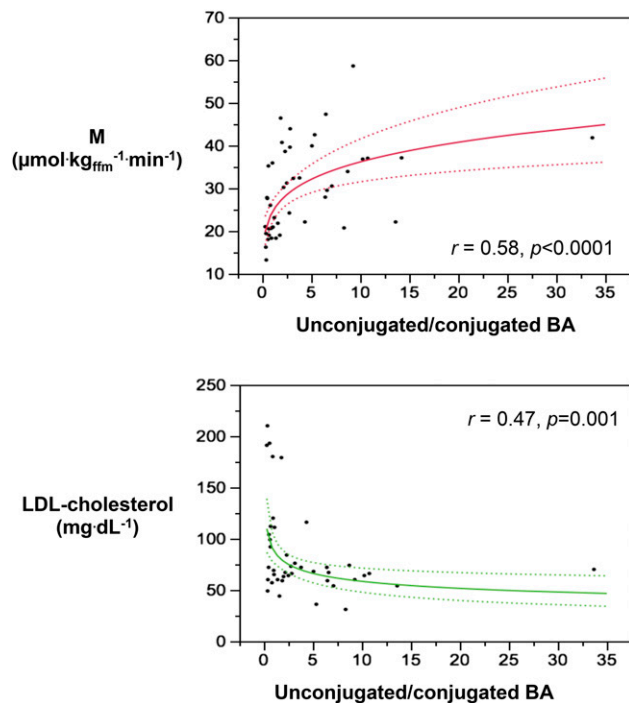 70
60
50
40
30
20
10
M
(µmol·kgffm⁻¹·min⁻¹)
r = 0.58, p<0.0001
0 5 10 15 20 25 30 35
Unconjugated/conjugated BA
250
200
150
100
50
0
LDL-cholesterol
(mg·dL⁻¹)
r = 0.47, p=0.001
0 5 10 15 20 25 30 35
Unconjugated/conjugated BA